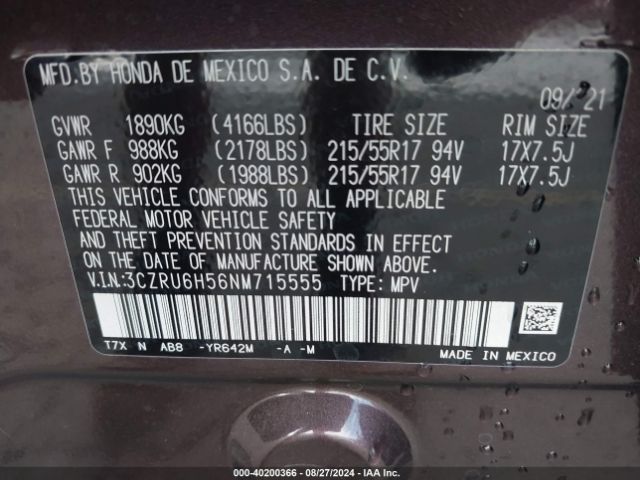 MFD.BY HONDA DE MEXICO S.A. DE C.V.
09/21
GVWR 1890KG (4166LBS) TIRE SIZE RIM SIZE
GAWR F 988KG (2178LBS) 215/55R17 94V 17X7.5J
GAWR R 902KG (1988LBS) 215/55R17 94V 17X7.5J
THIS VEHICLE CONFORMS TO ALL APPLICABLE
FEDERAL MOTOR VEHICLE SAFETY
AND THEFT PREVENTION STANDARDS IN EFFECT
ON THE DATE OF MANUFACTURE SHOWN ABOVE.
V.I.N.:3CZRU6H56NM715555 TYPE: MPV
T7X N AB8 -YR642M -A -M
MADE IN MEXICO
000-40200366 • 08/27/2024 • IAA Inc.